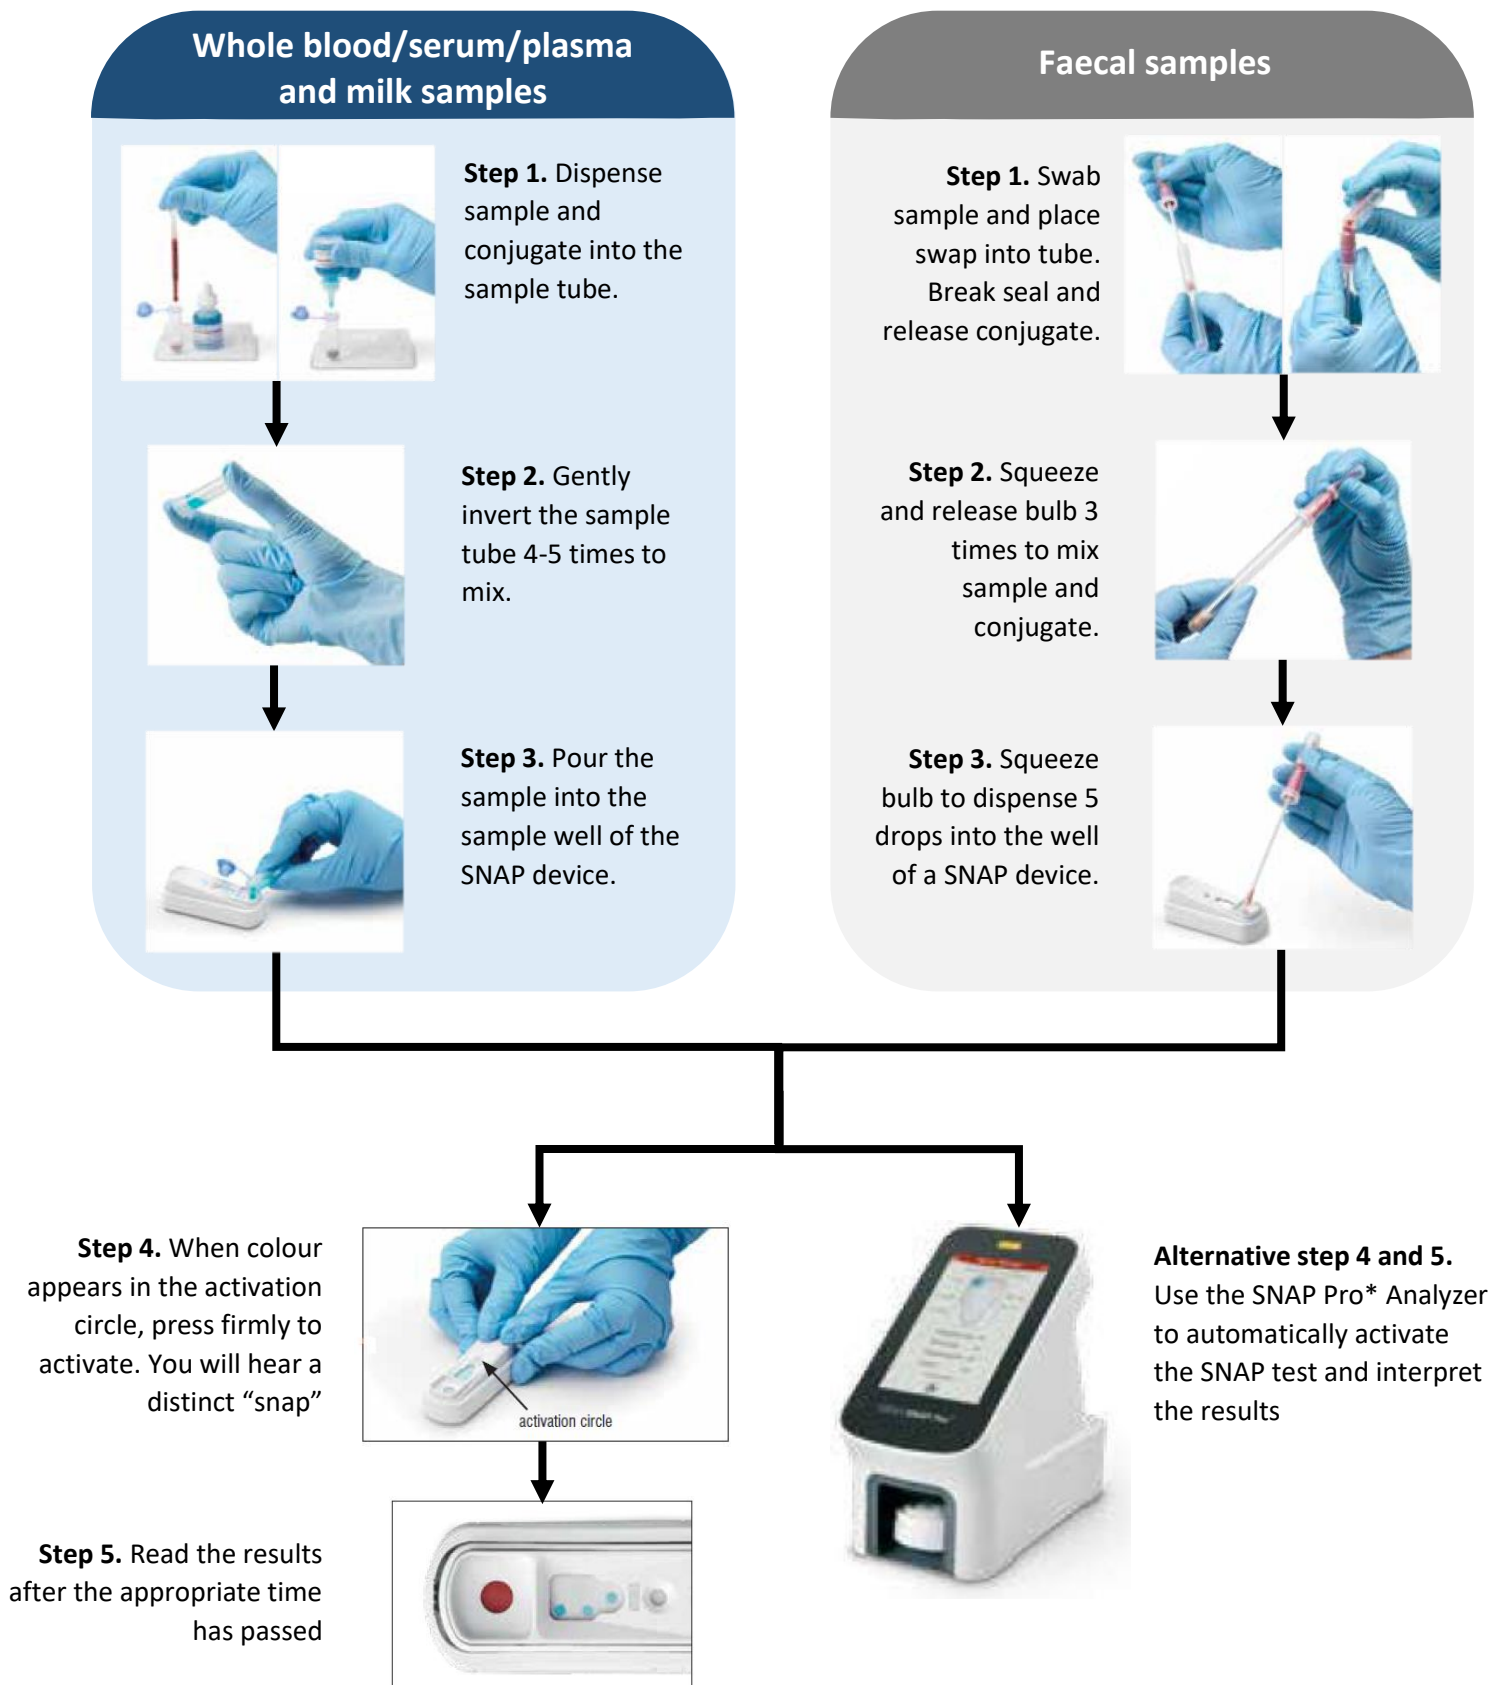 Whole blood/serum/plasma
and milk samples
Step 1. Dispense
sample and
conjugate into the
sample tube.
Step 2. Gently
invert the sample
tube 4-5 times to
mix.
Step 3. Pour the
sample into the
sample well of the
SNAP device.
Faecal samples
Step 1. Swab
sample and place
swap into tube.
Break seal and
release conjugate.
Step 2. Squeeze
and release bulb 3
times to mix
sample and
conjugate.
Step 3. Squeeze
bulb to dispense 5
drops into the well
of a SNAP device.
Step 4. When colour
appears in the activation
circle, press firmly to
activate. You will hear a
distinct “snap”
activation circle
Step 5. Read the results
after the appropriate time
has passed
Alternative step 4 and 5.
Use the SNAP Pro* Analyzer
to automatically activate
the SNAP test and interpret
the results